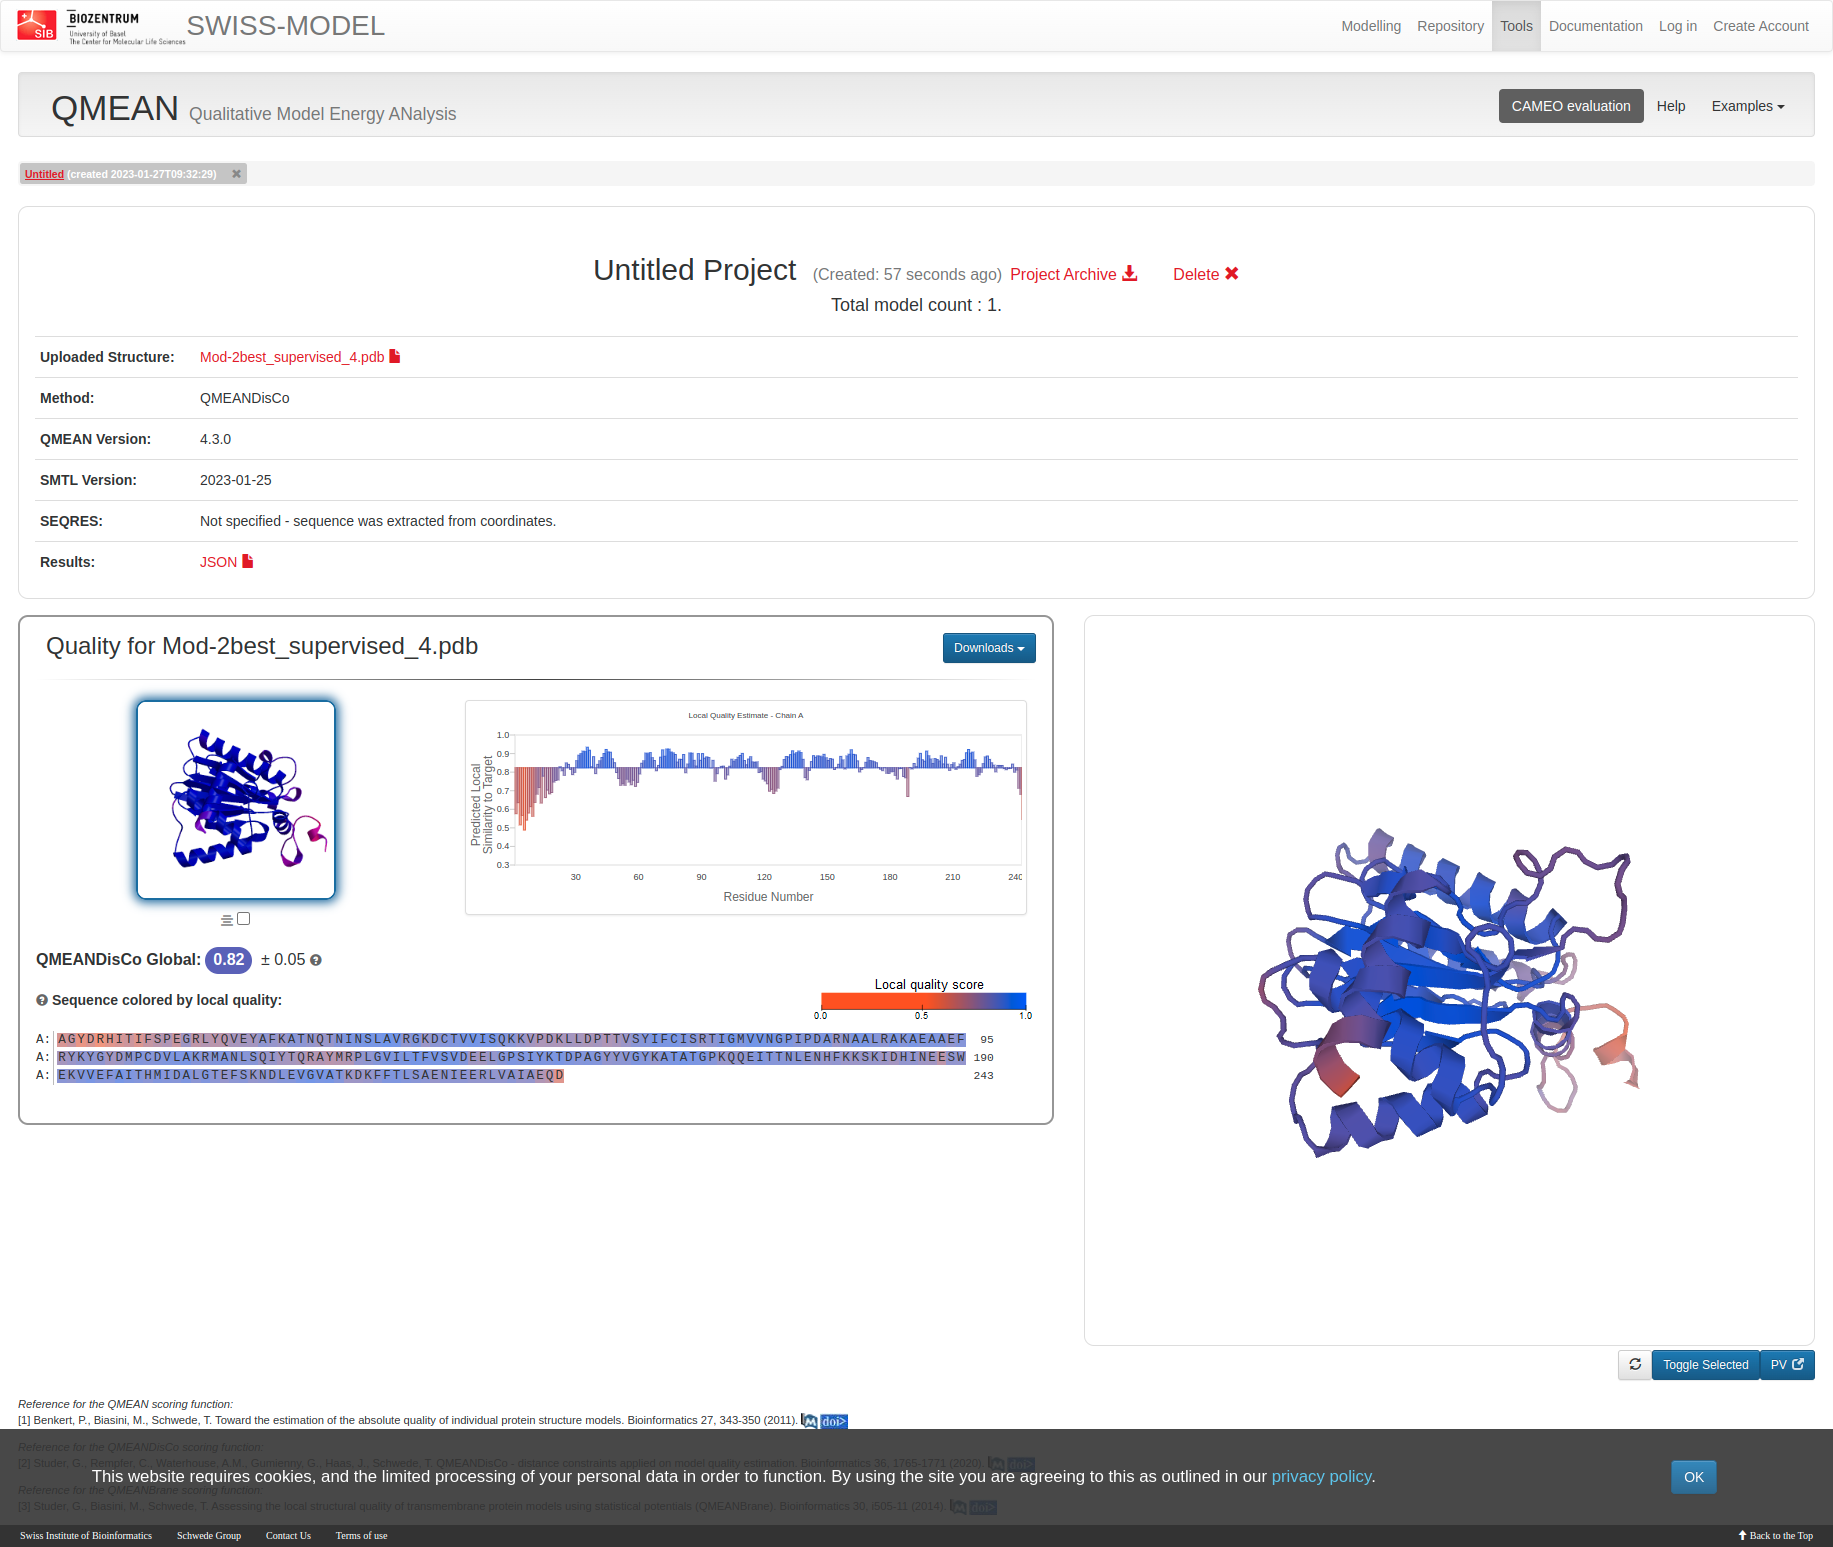 SIB
BIOZENTRUM
University of Basel
The Center for Molecular Life Sciences
SWISS-MODEL
Modelling Repository Tools Documentation Log in Create Account
QMEAN Qualitative Model Energy ANalysis
CAMEO evaluation Help Examples
Untitled (created 2023-01-27T09:32:29)
Untitled Project (Created: 57 seconds ago) Project Archive Delete
Total model count : 1.
Uploaded Structure: Mod-2best_supervised_4.pdb
Method: QMEANDisCo
QMEAN Version: 4.3.0
SMTL Version: 2023-01-25
SEQRES: Not specified - sequence was extracted from coordinates.
Results: JSON
Quality for Mod-2best_supervised_4.pdb
Downloads
Local Quality Estimate - Chain A
Predicted Local
Similarity to Target
1.0
0.9
0.8
0.7
0.6
0.5
0.4
0.3
30 60 90 120 150 180 210 240
Residue Number
QMEANDisCo Global: 0.82 ± 0.05
Local quality score
0.0 0.5 1.0
Sequence colored by local quality:
A: AGYDRHITIFSPEGRLYQVEYAFKATNQTNINSLAVRGKDCTVVISQKKVPDKLLDPTTVSYIFCISRTIGMVVNGPIPDARNAALRAKAEAAEF 95
A: RYKYGYDMPCDVLAKRMANLSQIYTQRAYMRPLGVILTFVSVDEELGPSIYKTDPAGYYVGYKATATGPKQQEITTNLENHFKKSKIDHINEESW 190
A: EKVVEFAITHMIDALGTEFSKNDLEVGVATKDKFFTLSAENIEERLVAIAEQD 243
Toggle Selected
PV
Reference for the QMEAN scoring function:
[1] Benkert, P., Biasini, M., Schwede, T. Toward the estimation of the absolute quality of individual protein structure models. Bioinformatics 27, 343-350 (2011). M doi>
Reference for the QMEANDisCo scoring function:
[2] Studer, G., Rempfer, C., Waterhouse, A.M., Gumienny, G., Haas, J., Schwede, T. QMEANDisCo - distance constraints applied on model quality estimation. Bioinformatics 36, 1765-1771 (2020). M doi>
This website requires cookies, and the limited processing of your personal data in order to function. By using the site you are agreeing to this as outlined in our privacy policy.
OK
Reference for the QMEANBrane scoring function:
[3] Studer, G., Biasini, M., Schwede, T. Assessing the local structural quality of transmembrane protein models using statistical potentials (QMEANBrane). Bioinformatics 30, i505-11 (2014). M doi>
Swiss Institute of Bioinformatics Schwede Group Contact Us Terms of use Back to the Top